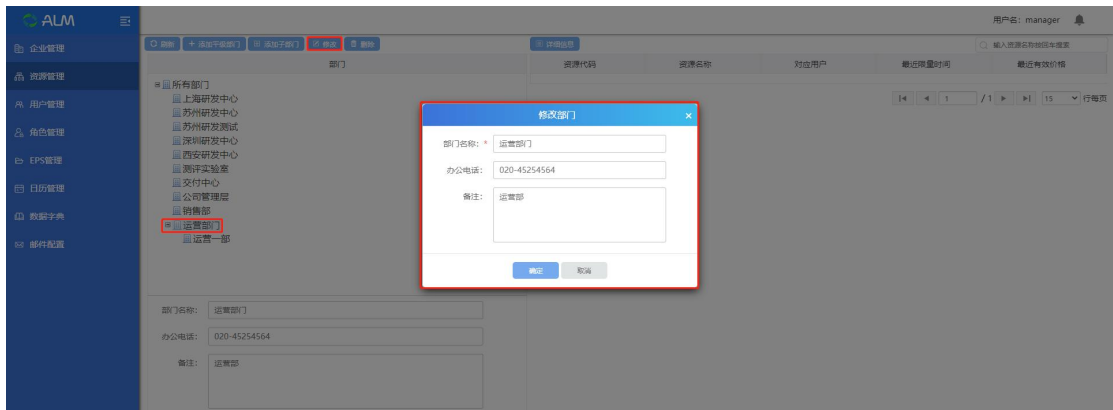 ALM
用户名: manager
企业管理
资源管理
用户管理
角色管理
EPS管理
日历管理
数据字典
邮件配置
刷新 添加平级部门 添加子部门 修改 删除
详细信息
输入资源名称按回车搜索
部门
资源代码 资源名称 对应用户 最近限量时间 最近有效价格
所有部门
上海研发中心
苏州研发中心
苏州研发测试
深圳研发中心
西安研发中心
测评实验室
交付中心
公司管理层
销售部
运营部门
运营一部
1 / 1 15 行每页
修改部门 ×
部门名称: * 运营部门
办公电话: 020-45254564
备注: 运营部
确定 取消
部门名称: 运营部门
办公电话: 020-45254564
备注: 运营部